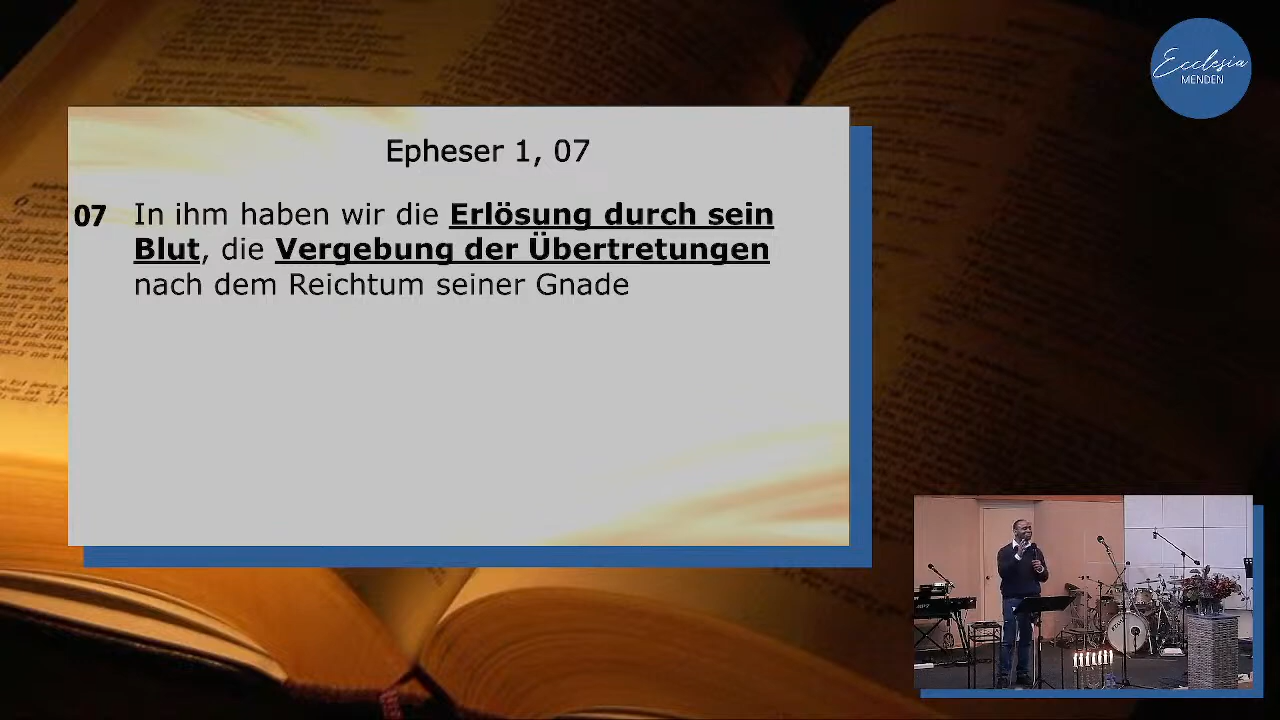 Ecclesia
MENDEN
Epheser 1, 07
07 In ihm haben wir die Erlösung durch sein
Blut, die Vergebung der Übertretungen
nach dem Reichtum seiner Gnade